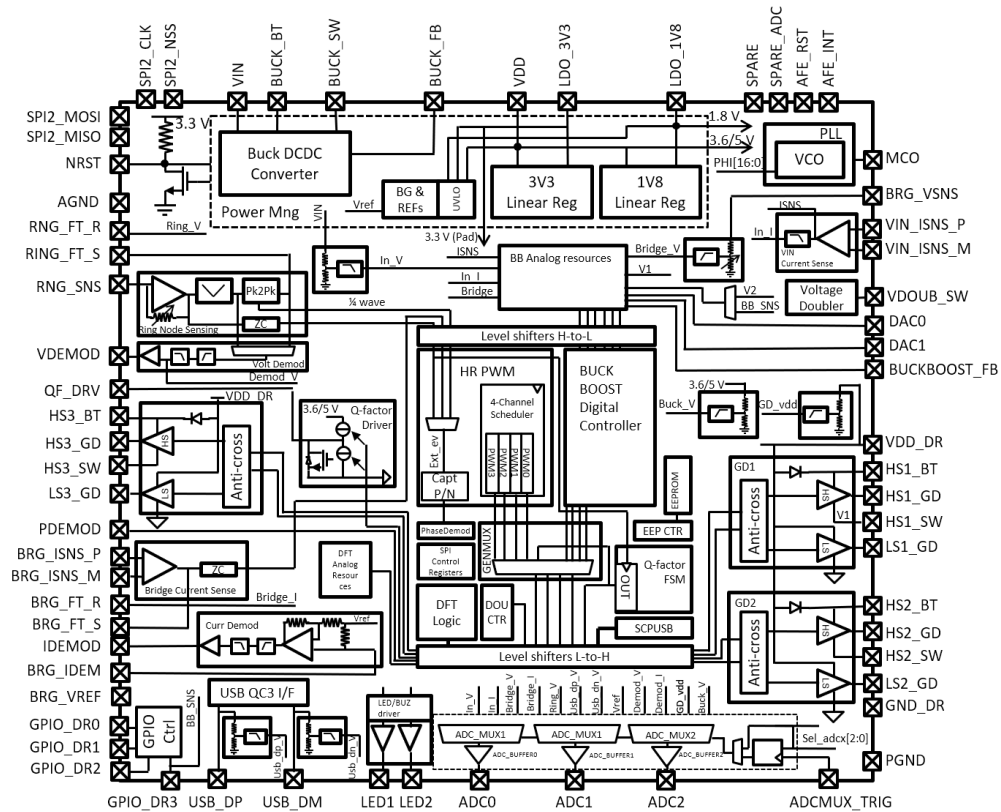 SPI2_CLK
SPI2_NSS
VIN
BUCK_BT
BUCK_SW
BUCK_FB
VDD
LDO_3V3
LDO_1V8
SPARE
SPARE_ADC
AFE_RST
AFE_INT
SPI2_MOSI
SPI2_MISO
NRST
AGND
RNG_FT_R
RING_FT_S
RNG_SNS
VDEMOD
QF_DRV
HS3_BT
HS3_GD
HS3_SW
LS3_GD
PDEMOD
BRG_ISNS_P
BRG_ISNS_M
BRG_FT_R
BRG_FT_S
IDEMOD
BRG_IDEM
BRG_VREF
GPIO_DR0
GPIO_DR1
GPIO_DR2
3.3 V
Buck DCDC
Converter
Power Mng
BG &
REFs
UVLO
Vref
3V3
Linear Reg
1V8
Linear Reg
1.8 V
3.6/5 V
PHI[16:0]
PLL
VCO
MCO
BRG_VSNS
VIN_ISNS_P
VIN_ISNS_M
VDOUB_SW
DAC0
DAC1
BUCKBOOST_FB
VDD_DR
HS1_BT
HS1_GD
HS1_SW
LS1_GD
HS2_BT
HS2_GD
HS2_SW
LS2_GD
GND_DR
PGND
Ring_V
VIN
3.3 V (Pad)
ISNS
In_V
In_I
Bridge
BB Analog resources
Bridge_V
V1
ISNS
In_I
VIN
Current Sense
V2
BB_SNS
Voltage
Doubler
Pk2Pk
ZC
Ring Node Sensing
¼ wave
Volt Demod
Demod_V
Level shifters H-to-L
HR PWM
4-Channel
Scheduler
PWM3
PWM2
PWM1
PWM0
BUCK
BOOST
Digital
Controller
3.6/5 V
Buck_V
GD_vdd
VDD_DR
HS
LS
Anti-cross
3.6/5 V
Q-factor
Driver
Ext_ev
Capt
P/N
EEPROM
EEP CTR
GD1
Anti-cross
HS
V1
LS
PhaseDemod
SPI
Control
Registers
GENMUX
OUT
Q-factor
FSM
ZC
Bridge Current Sense
DFT
Analog
Resour
ces
Bridge_I
DFT
Logic
DOU
CTR
SCPUSB
GD2
Anti-cross
HS
LS
Curr Demod
Vref
Level shifters L-to-H
BB_SNS
USB QC3 I/F
Usb_dp_V
Usb_dn_V
LED/BUZ
driver
GPIO
Ctrl
In_V
In_I
Bridge_V
Bridge_I
Ring_V
Usb_dp_V
Usb_dn_V
Vref
Demod_V
Demod_I
GD_vdd
Buck_V
ADC_MUX1
ADC_MUX1
ADC_MUX2
ADC_BUFFER0
ADC_BUFFER1
ADC_BUFFER2
Sel_adcx[2:0]
GPIO_DR3
USB_DP
USB_DM
LED1
LED2
ADC0
ADC1
ADC2
ADCMUX_TRIG